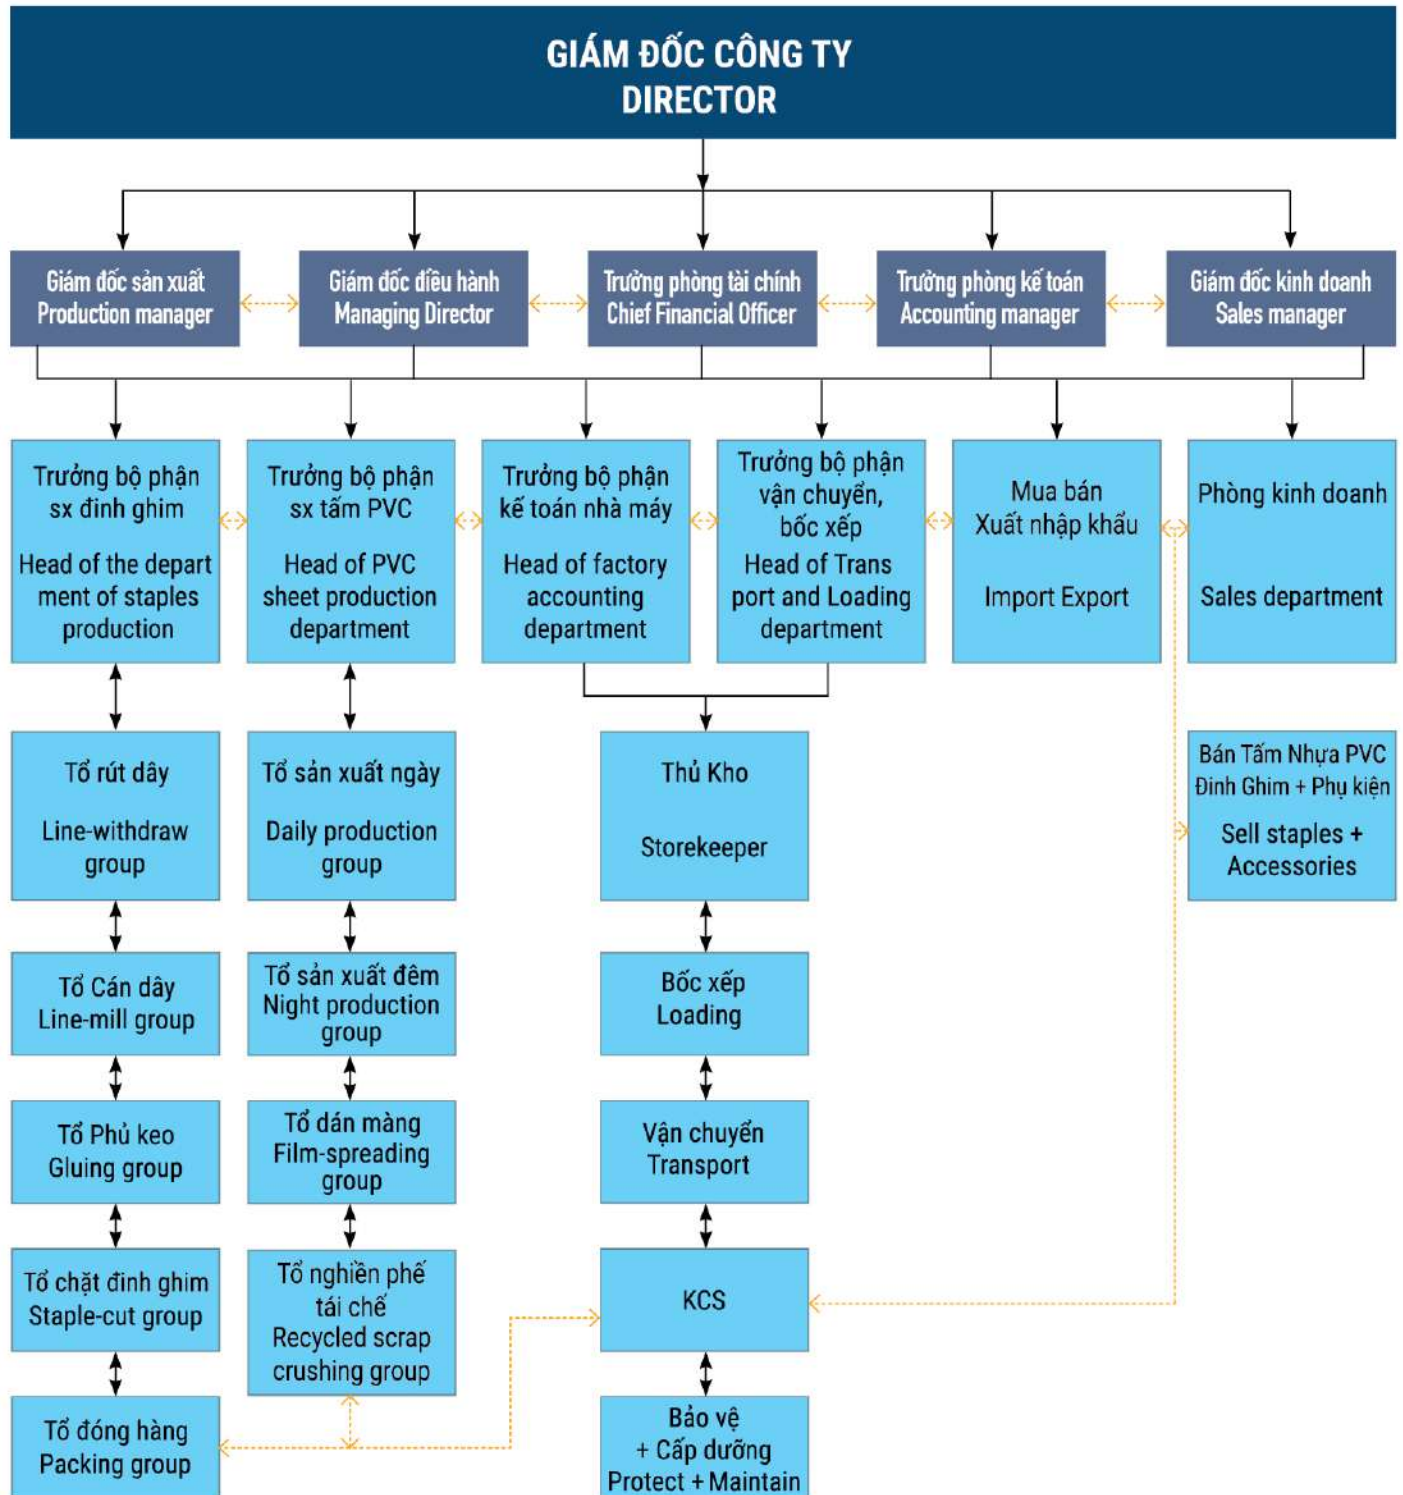 GIÁM ĐỐC CÔNG TY
DIRECTOR
Giám đốc sản xuất
Production manager
Giám đốc điều hành
Managing Director
Trưởng phòng tài chính
Chief Financial Officer
Trưởng phòng kế toán
Accounting manager
Giám đốc kinh doanh
Sales manager
Trưởng bộ phận
sx đinh ghim
Head of the depart
ment of staples
production
Trưởng bộ phận
sx tấm PVC
Head of PVC
sheet production
department
Trưởng bộ phận
kế toán nhà máy
Head of factory
accounting
department
Trưởng bộ phận
vận chuyển,
bốc xếp
Head of Trans
port and Loading
department
Mua bán
Xuất nhập khẩu
Import Export
Phòng kinh doanh
Sales department
Tổ rút dây
Line-withdraw
group
Tổ sản xuất ngày
Daily production
group
Thủ Kho
Storekeeper
Bán Tấm Nhựa PVC
Đinh Ghim + Phụ kiện
Sell staples +
Accessories
Tổ Cán dây
Line-mill group
Tổ sản xuất đêm
Night production
group
Bốc xếp
Loading
Tổ Phủ keo
Gluing group
Tổ dán màng
Film-spreading
group
Vận chuyển
Transport
Tổ chặt đinh ghim
Staple-cut group
Tổ nghiền phế
tái chế
Recycled scrap
crushing group
KCS
Tổ đóng hàng
Packing group
Bảo vệ
+ Cấp dưỡng
Protect + Maintain